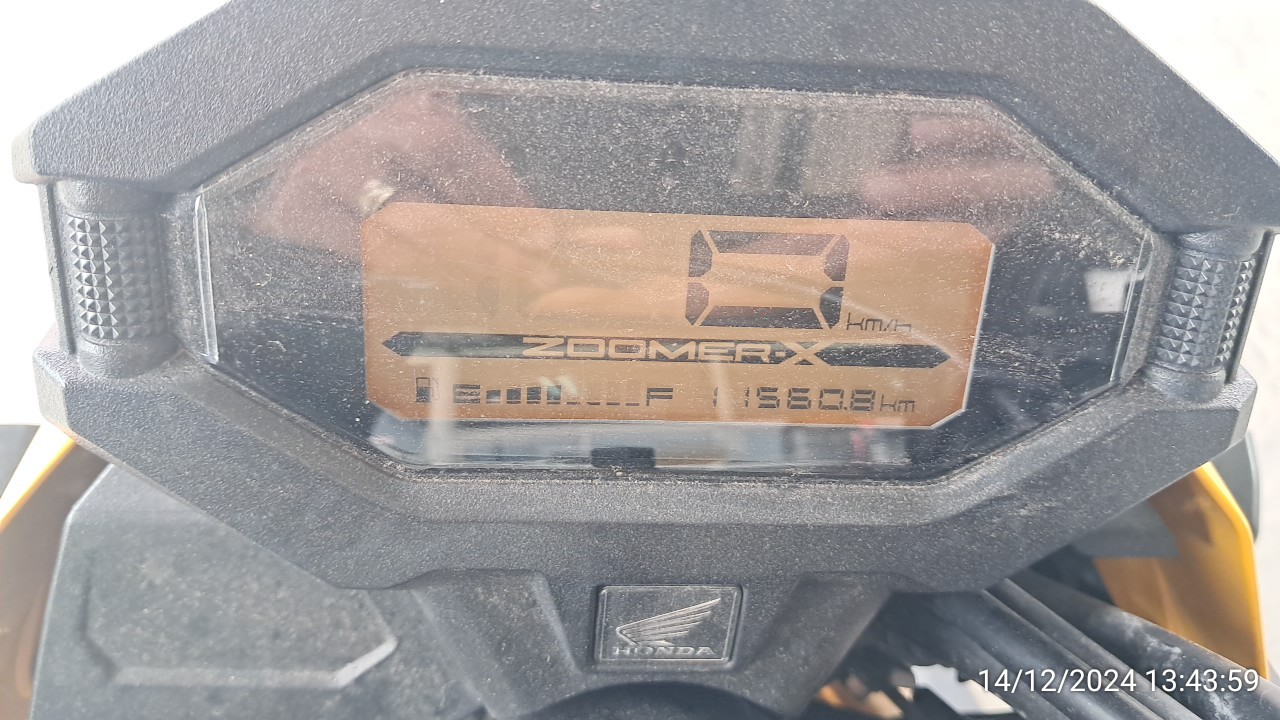 0 km/h
ZOOMER-X
E F 11560.8 km
HONDA
14/12/2024 13:43:59